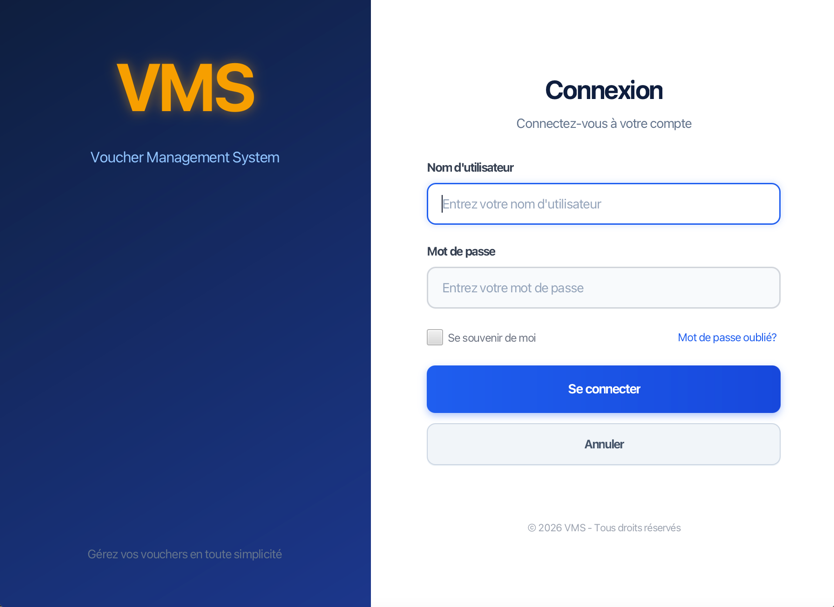 VMS
Voucher Management System
Gérez vos vouchers en toute simplicité
Connexion
Connectez-vous à votre compte
Nom d'utilisateur
Entrez votre nom d'utilisateur
Mot de passe
Entrez votre mot de passe
Se souvenir de moi
Mot de passe oublié?
Se connecter
Annuler
© 2026 VMS - Tous droits réservés